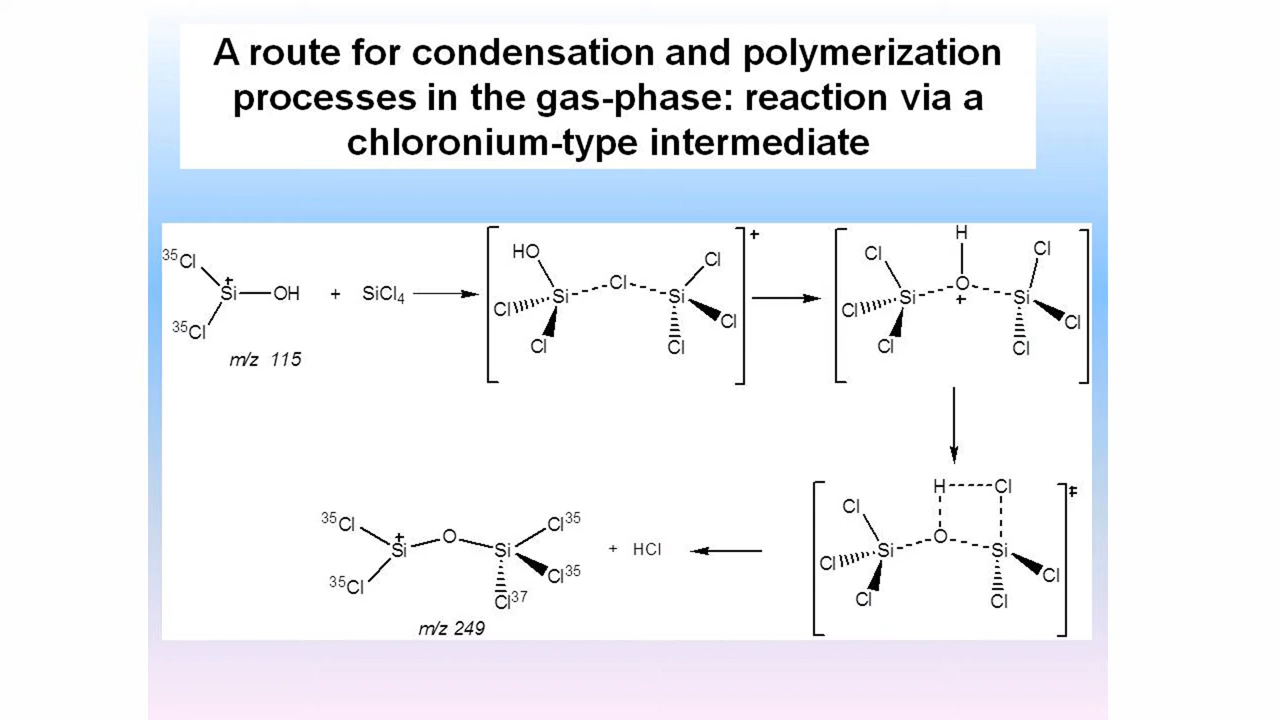 A route for condensation and polymerization
processes in the gas-phase: reaction via a
chloronium-type intermediate
35Cl
35Cl
+
Si
OH
+
SiCl4
m/z 115
HO
Si
Cl
Cl
Cl
Si
Cl
Cl
Cl
+
H
Cl
Si
Cl
Cl
O
+
Cl
Si
Cl
Cl
H
Cl
Cl
Si
Cl
Cl
O
Si
Cl
Cl
‡
35Cl
35Cl
+
Si
O
Si
Cl35
Cl35
Cl37
+ HCl
m/z 249